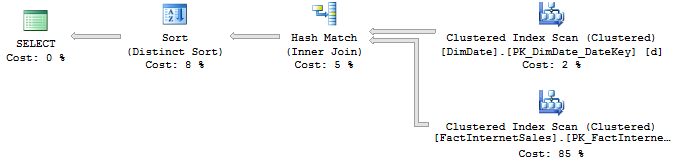 SELECT
Cost: 0 %
Sort
(Distinct Sort)
Cost: 8 %
Hash Match
(Inner Join)
Cost: 5 %
Clustered Index Scan (Clustered)
[DimDate].[PK_DimDate_DateKey] [d]
Cost: 2 %
Clustered Index Scan (Clustered)
[FactInternetSales].[PK_FactInterne…
Cost: 85 %